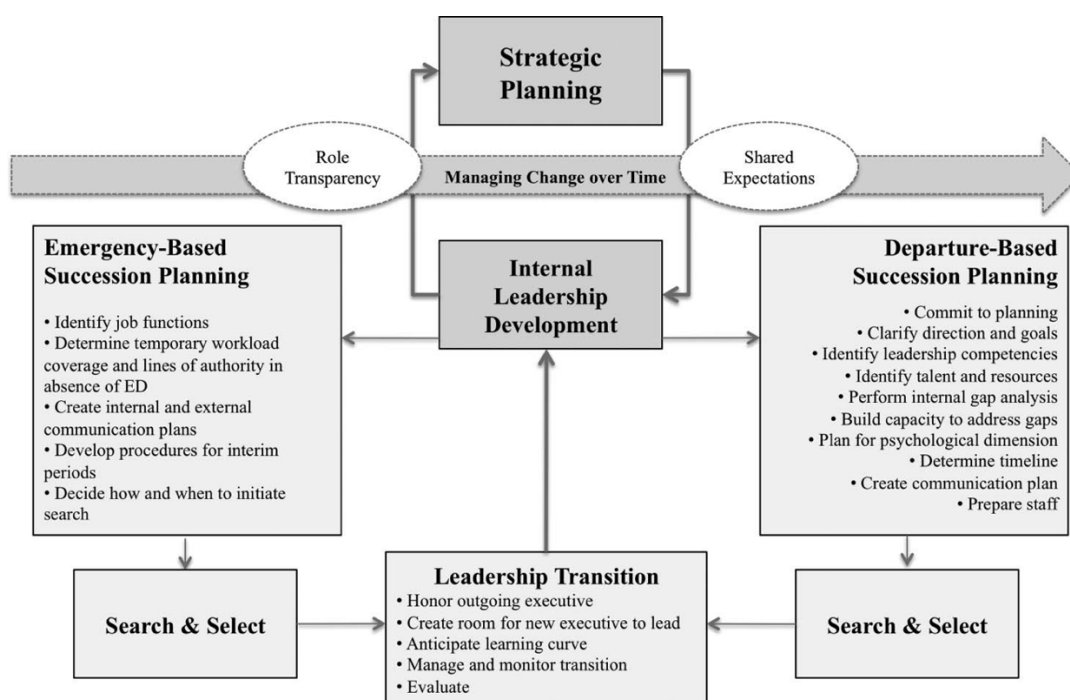 Strategic
Planning
Role
Transparency
Managing Change over Time
Shared
Expectations
Emergency-Based
Succession Planning
• Identify job functions
• Determine temporary workload
coverage and lines of authority in
absence of ED
• Create internal and external
communication plans
• Develop procedures for interim
periods
• Decide how and when to initiate
search
Internal
Leadership
Development
Departure-Based
Succession Planning
• Commit to planning
• Clarify direction and goals
• Identify leadership competencies
• Identify talent and resources
• Perform internal gap analysis
• Build capacity to address gaps
• Plan for psychological dimension
• Determine timeline
• Create communication plan
• Prepare staff
Search & Select
Leadership Transition
• Honor outgoing executive
• Create room for new executive to lead
• Anticipate learning curve
• Manage and monitor transition
• Evaluate
Search & Select